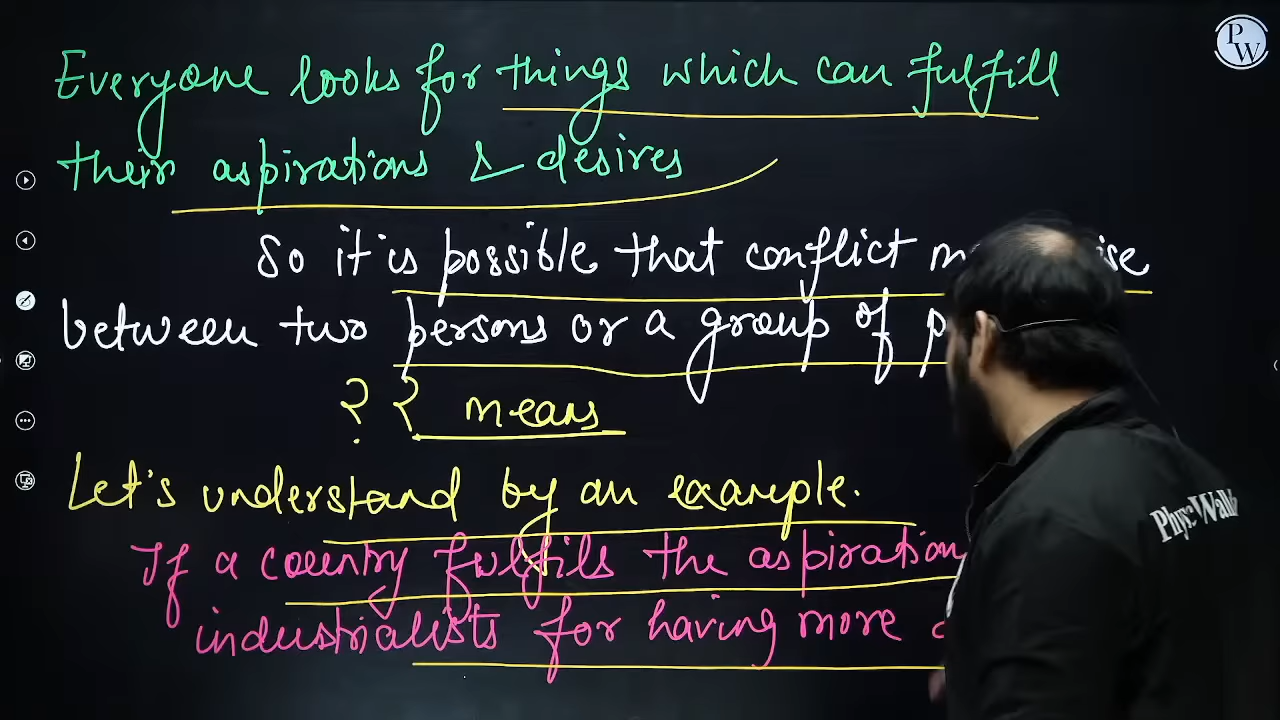 PW
Everyone looks for things which can fulfill
their aspirations & desires
So it is possible that conflict
between two persons or a group of
? { means
Let's understand by an example.
If a country fulfils the aspiration
industrialists for having more